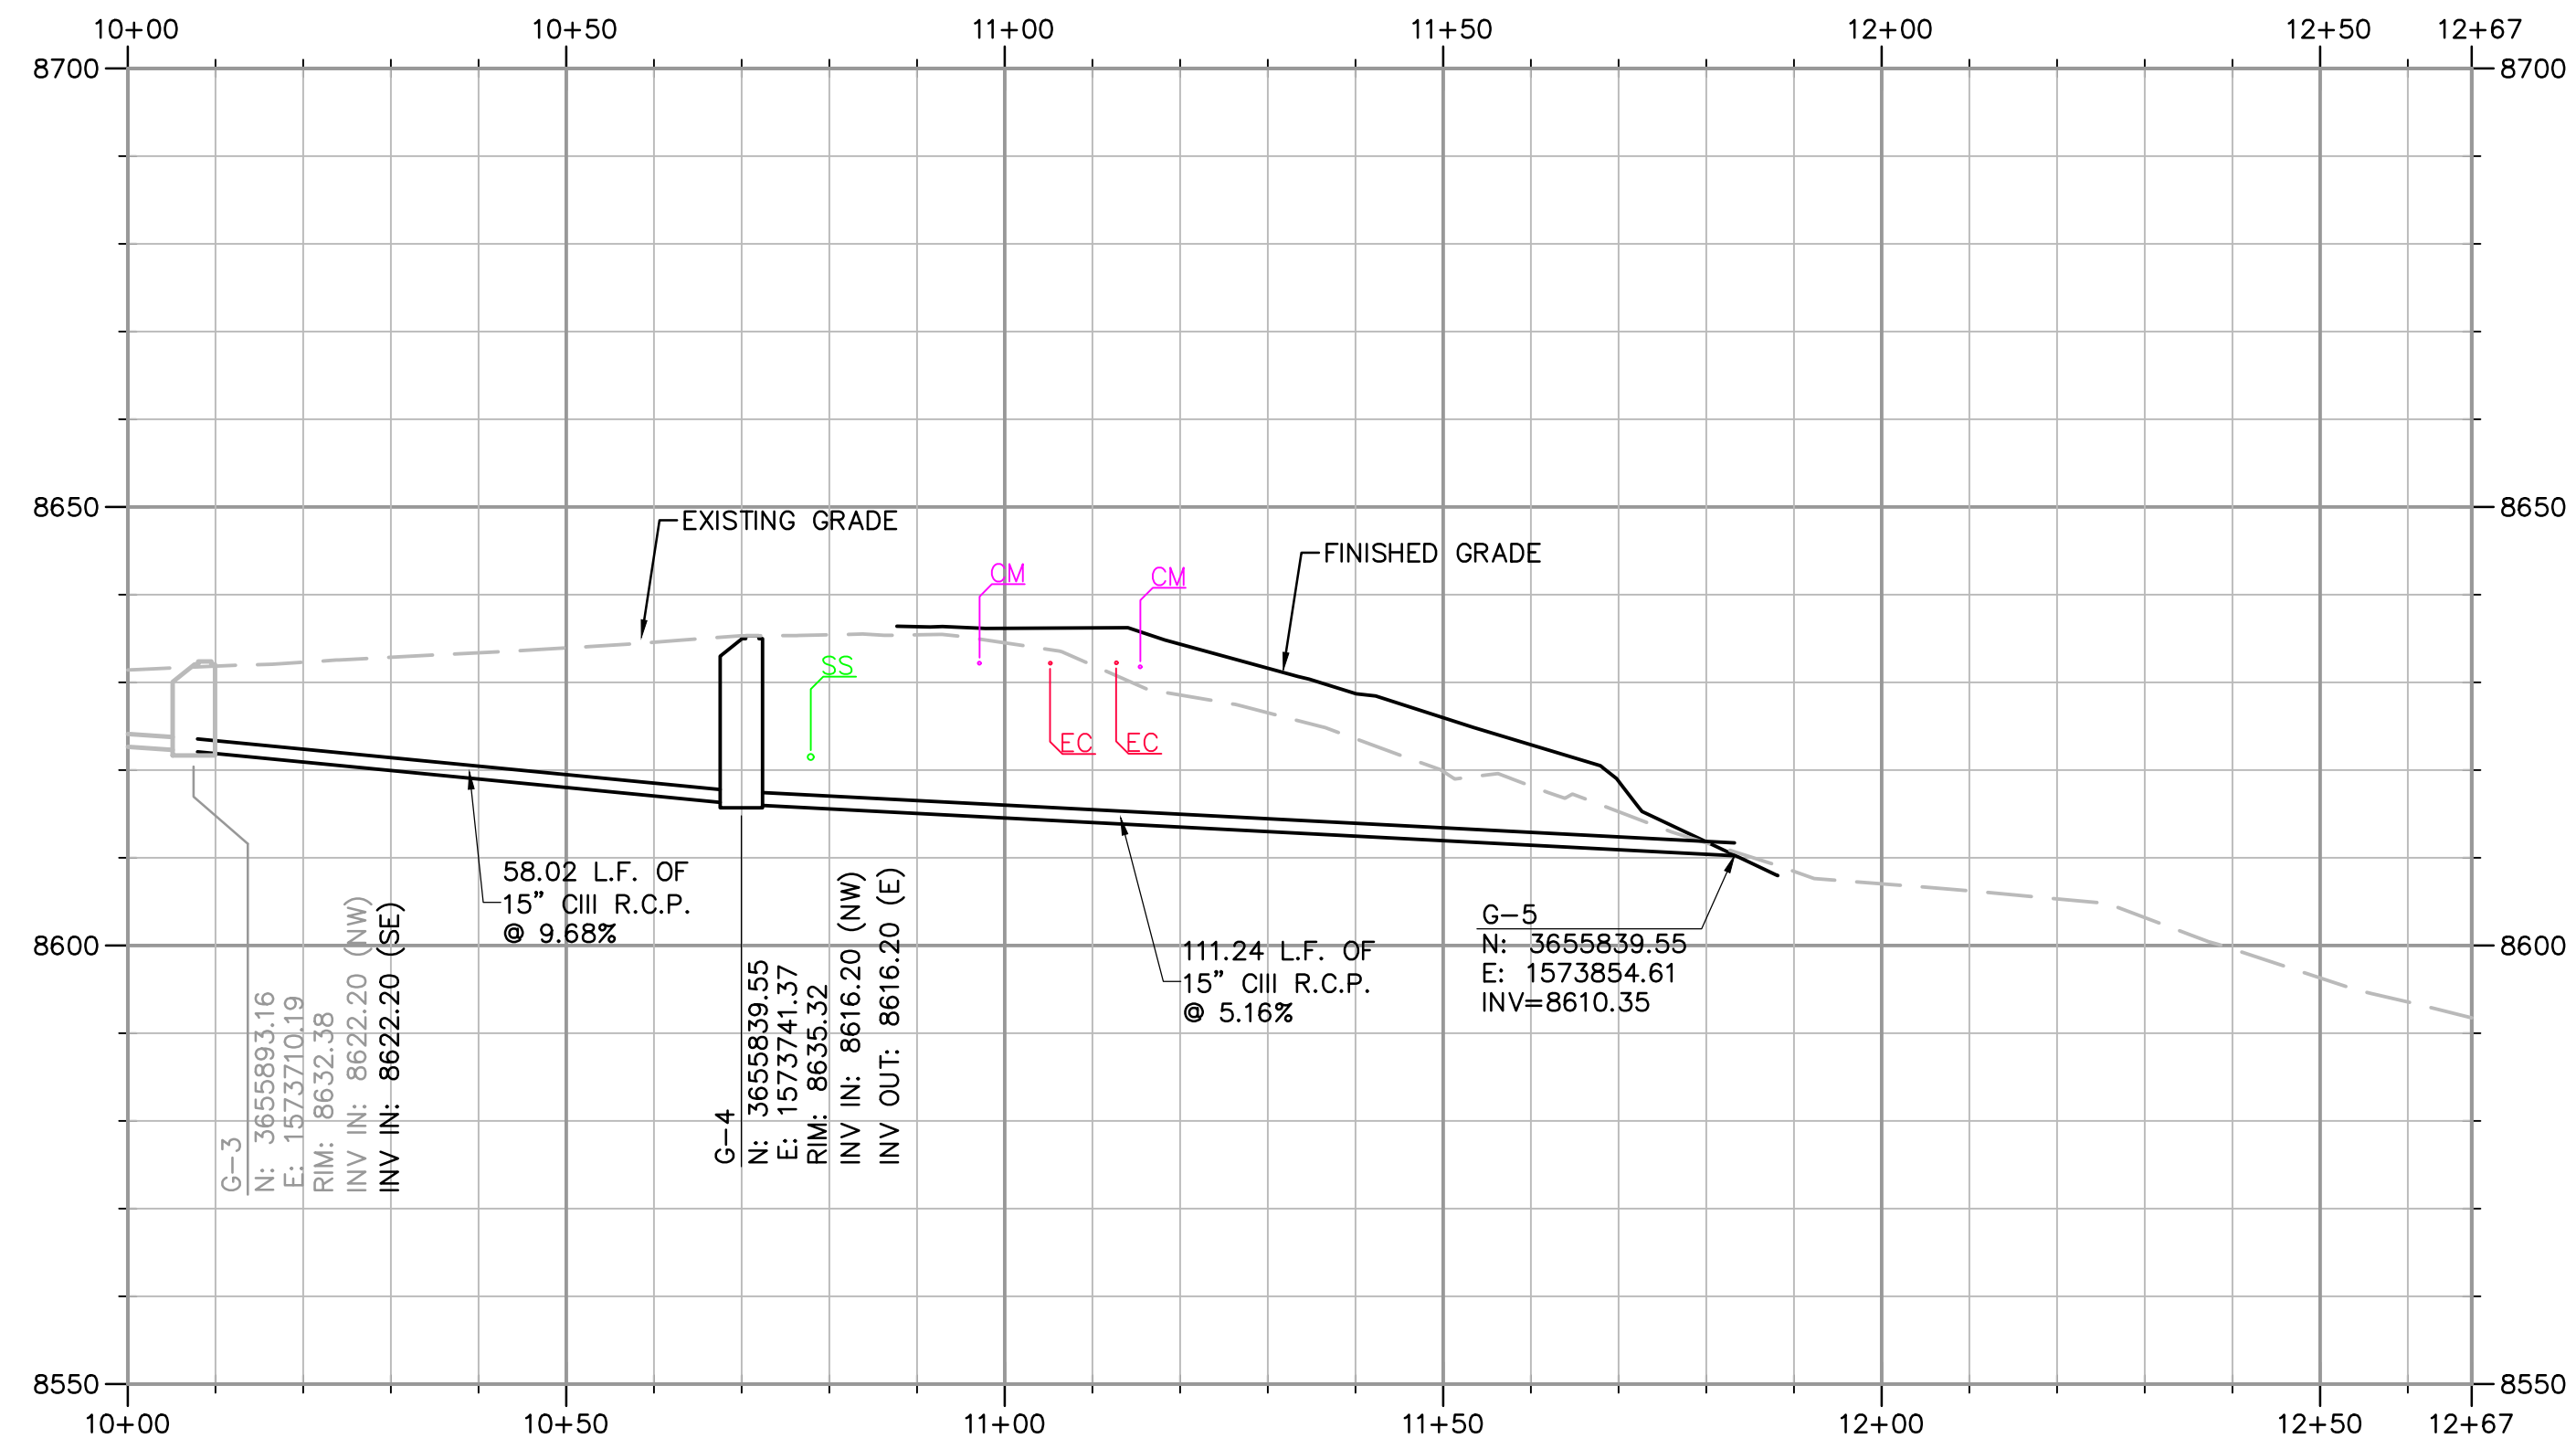 10+00 10+50 11+00 11+50 12+00 12+50 12+67
8700 8700
8650 8650
EXISTING GRADE
FINISHED GRADE
CM
CM
SS
EC
EC
58.02 L.F. OF
15" CIII R.C.P.
@ 9.68%
111.24 L.F. OF
15" CIII R.C.P.
@ 5.16%
G-5
N: 3655839.55
E: 1573854.61
INV=8610.35
8600 8600
G-3
N: 3655893.16
E: 1573710.19
RIM: 8632.38
INV IN: 8622.20 (NW)
INV IN: 8622.20 (SE)
G-4
N: 3655839.55
E: 1573741.37
RIM: 8635.32
INV IN: 8616.20 (NW)
INV OUT: 8616.20 (E)
8550 8550
10+00 10+50 11+00 11+50 12+00 12+50 12+67